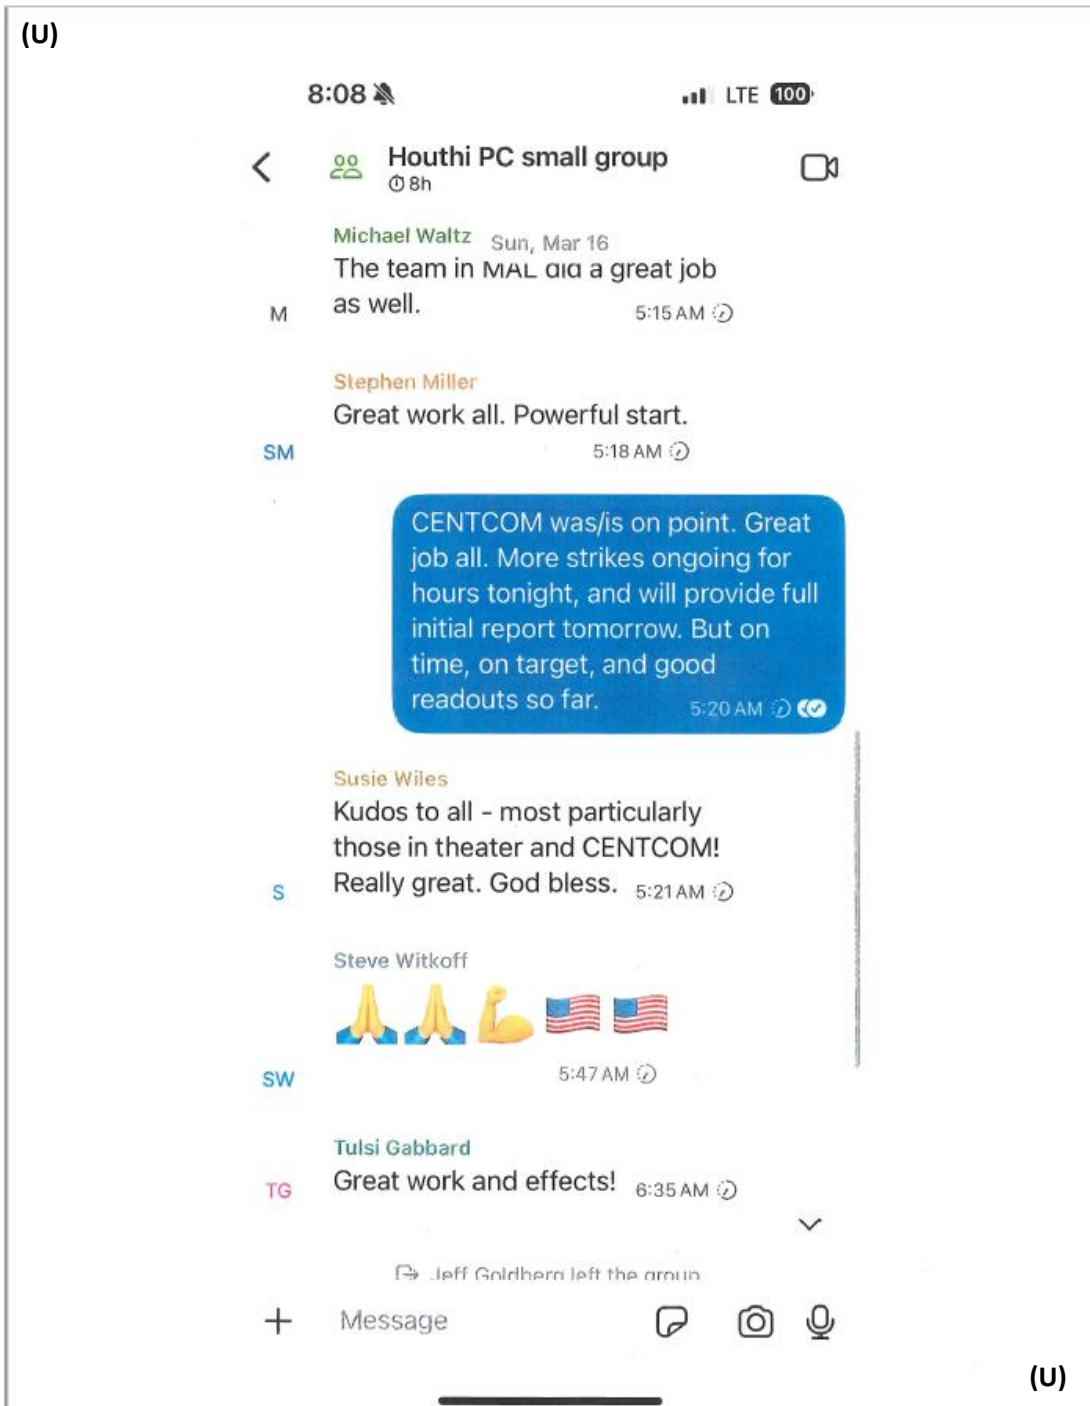 (U)
8:08
LTE 100
Houthi PC small group
8h
Michael Waltz
Sun, Mar 16
The team in MAL did a great job
as well.
5:15 AM
M
Stephen Miller
Great work all. Powerful start.
5:18 AM
SM
CENTCOM was/is on point. Great
job all. More strikes ongoing for
hours tonight, and will provide full
initial report tomorrow. But on
time, on target, and good
readouts so far.
5:20 AM
Susie Wiles
Kudos to all - most particularly
those in theater and CENTCOM!
Really great. God bless.
5:21 AM
S
Steve Witkoff
🙏🙏💪🇺🇸🇺🇸
5:47 AM
SW
Tulsi Gabbard
Great work and effects!
6:35 AM
TG
Jeff Goldberg left the group
Message
(U)